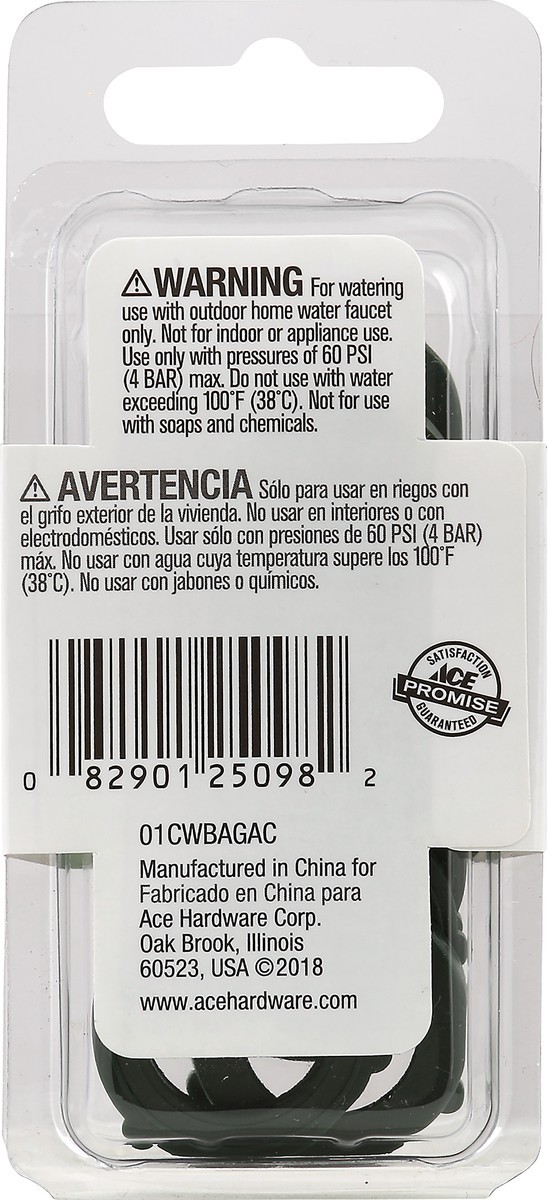 ⚠WARNING For watering
use with outdoor home water faucet
only. Not for indoor or appliance use.
Use only with pressures of 60 PSI
(4 BAR) max. Do not use with water
exceeding 100°F (38°C). Not for use
with soaps and chemicals.
⚠ AVERTENCIA Sólo para usar en riegos con
el grifo exterior de la vivienda. No usar en interiores o con
electrodomésticos. Usar sólo con presiones de 60 PSI (4 BAR)
máx. No usar con agua cuya temperatura supere los 100°F
(38°C). No usar con jabones o químicos.
SATISFACTION
ACE
PROMISE
GUARANTEED
0 82901 25098 2
01CWBAGAC
Manufactured in China for
Fabricado en China para
Ace Hardware Corp.
Oak Brook, Illinois
60523, USA ©2018
www.acehardware.com